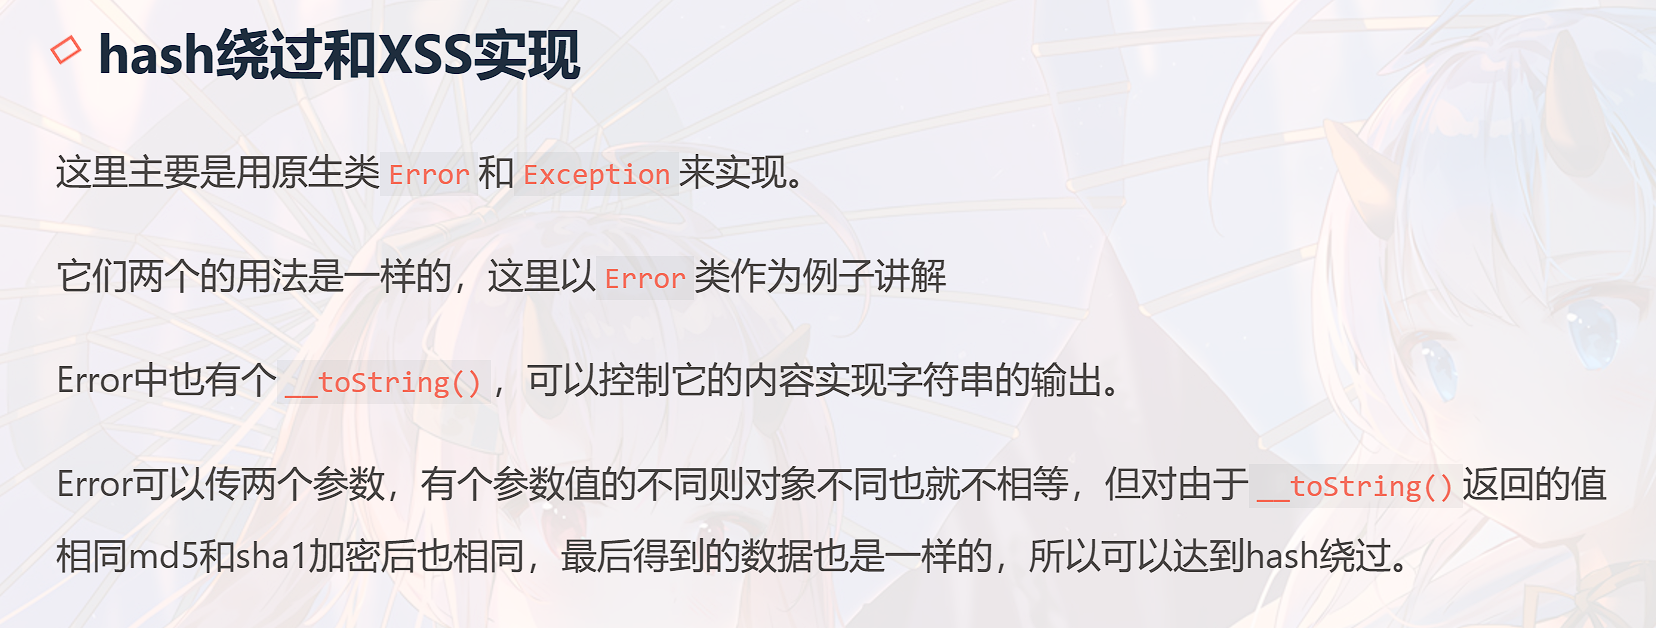 hash绕过和XSS实现
这里主要是用原生类 Error 和 Exception 来实现。
它们两个的用法是一样的，这里以 Error 类作为例子讲解
Error中也有个 __toString() ，可以控制它的内容实现字符串的输出。
Error可以传两个参数，有个参数值的不同则对象不同也就不相等，但对由于 __toString() 返回的值
相同md5和sha1加密后也相同，最后得到的数据也是一样的，所以可以达到hash绕过。